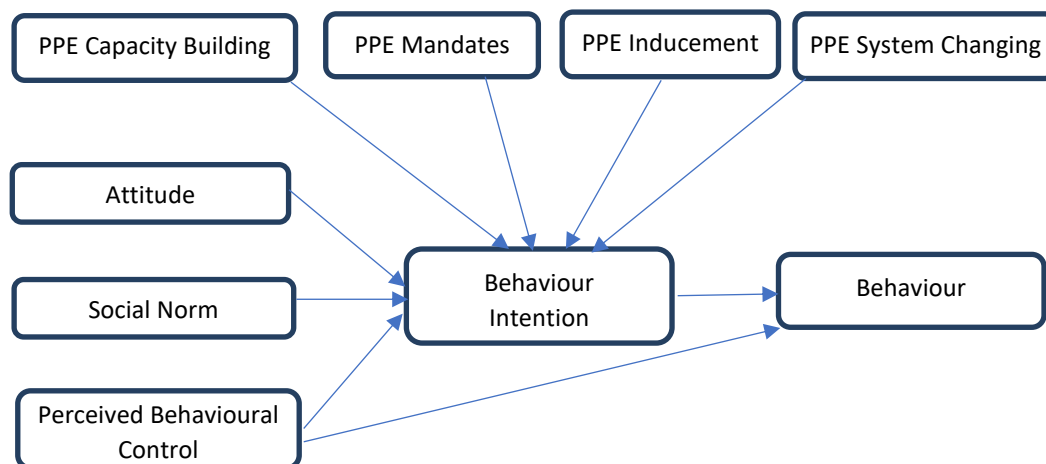 PPE Capacity Building
PPE Mandates
PPE Inducement
PPE System Changing
Attitude
Social Norm
Behaviour
Intention
Behaviour
Perceived Behavioural
Control